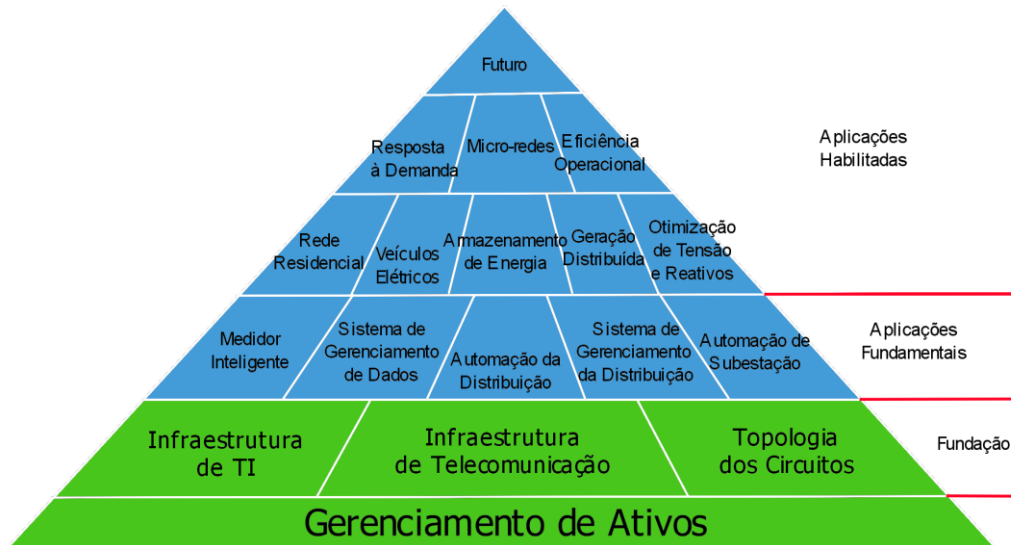 Futuro
Resposta
à Demanda
Micro-redes
Eficiência
Operacional
Aplicações
Habilitadas
Rede
Residencial
Veículos
Elétricos
Armazenamento
de Energia
Geração
Distribuída
Otimização
de Tensão
e Reativos
Medidor
Inteligente
Sistema de
Gerenciamento
de Dados
Automação da
Distribuição
Sistema de
Gerenciamento
da Distribuição
Automação de
Subestação
Aplicações
Fundamentais
Infraestrutura
de TI
Infraestrutura
de Telecomunicação
Topologia
dos Circuitos
Fundação
Gerenciamento de Ativos